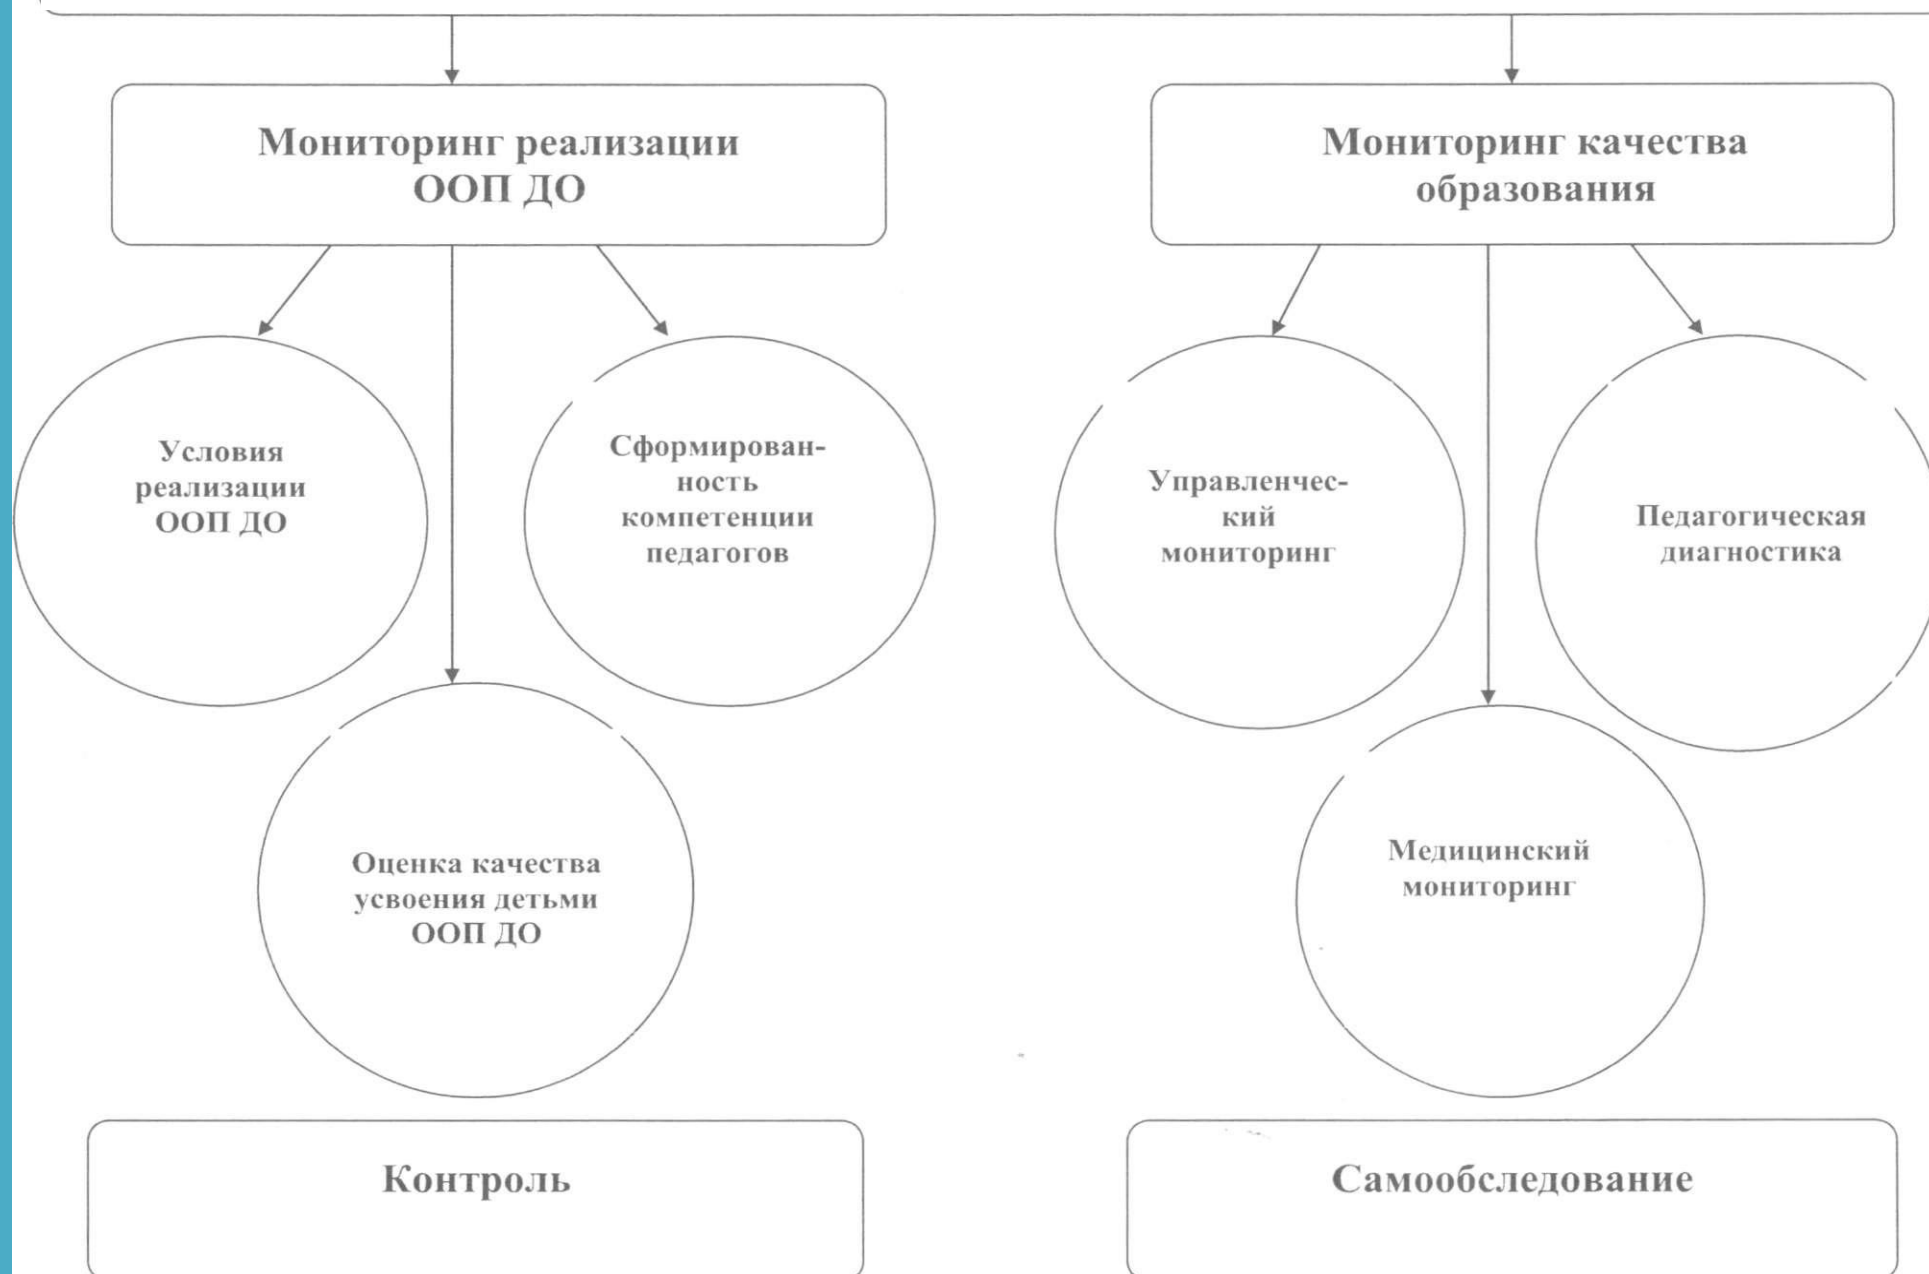 Мониторинг реализации
ООП ДО
Мониторинг качества
образования
Условия
реализации
ООП ДО
Сформирован-
ность
компетенции
педагогов
Управленчес-
кий
мониторинг
Педагогическая
диагностика
Оценка качества
усвоения детьми
ООП ДО
Медицинский
мониторинг
Контроль
Самообследование